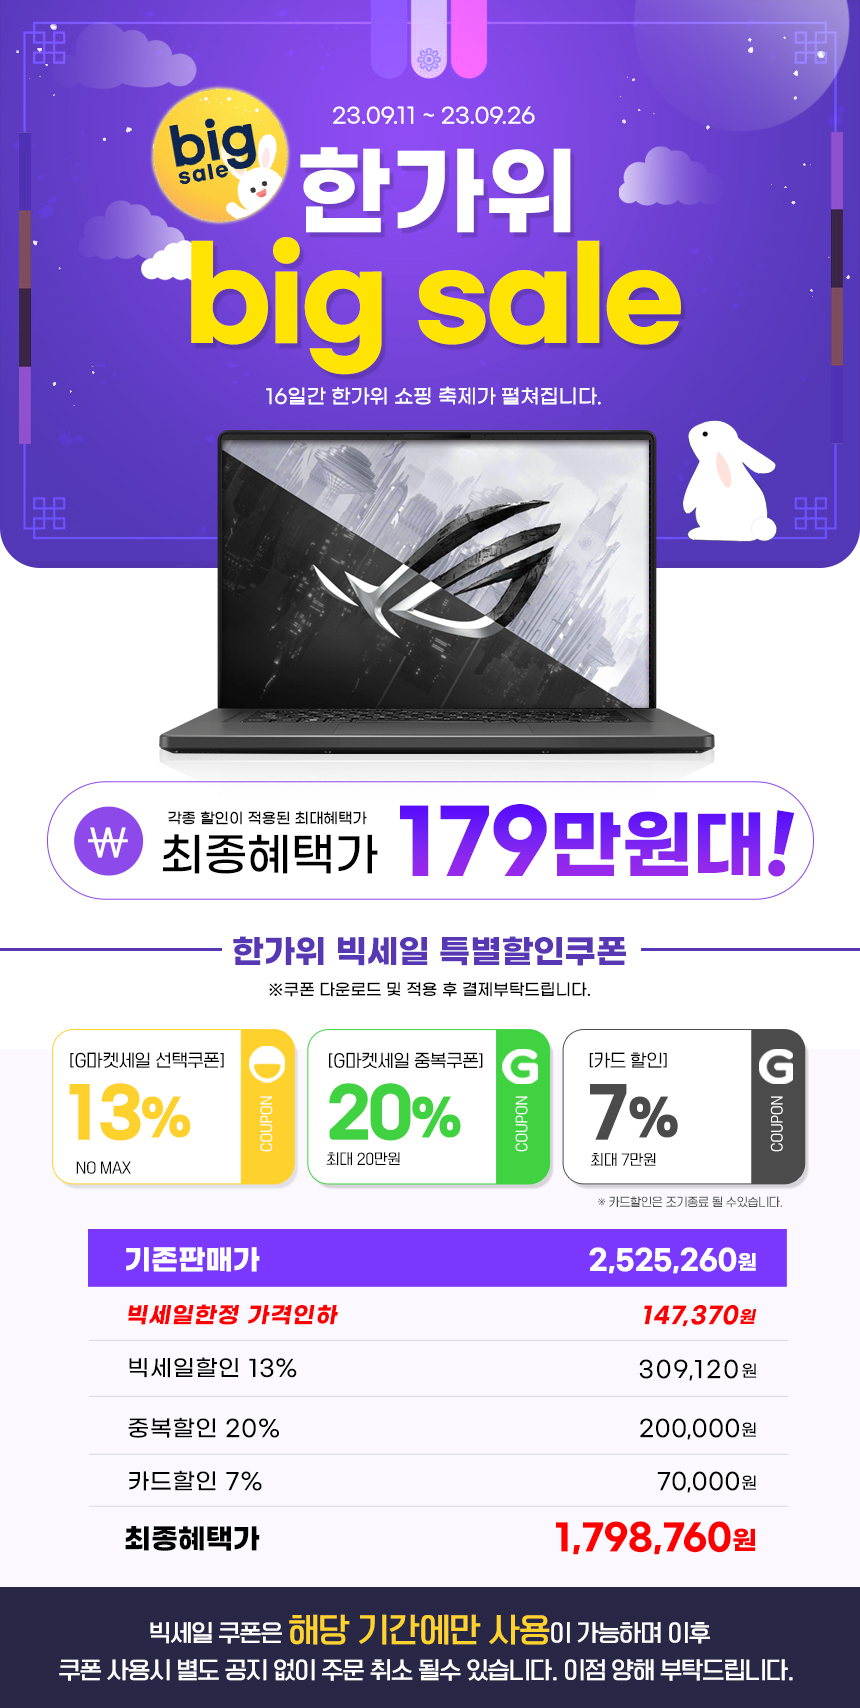 23.09.11 ~ 23.09.26
big
sale
한가위
big sale
16일간 한가위 쇼핑 축제가 펼쳐집니다.
각종 할인이 적용된 최대혜택가
최종혜택가 179만원대!
한가위 빅세일 특별할인쿠폰
※쿠폰 다운로드 및 적용 후 결제부탁드립니다.
[G마켓세일 선택쿠폰]
13%
NO MAX
COUPON
[G마켓세일 중복쿠폰]
20%
최대 20만원
G
COUPON
[카드 할인]
7%
최대 7만원
G
COUPON
※ 카드할인은 조기종료 될 수있습니다.
기존판매가 2,525,260원
빅세일한정 가격인하 147,370원
빅세일할인 13% 309,120원
중복할인 20% 200,000원
카드할인 7% 70,000원
최종혜택가 1,798,760원
빅세일 쿠폰은 해당 기간에만 사용이 가능하며 이후
쿠폰 사용시 별도 공지 없이 주문 취소 될수 있습니다. 이점 양해 부탁드립니다.